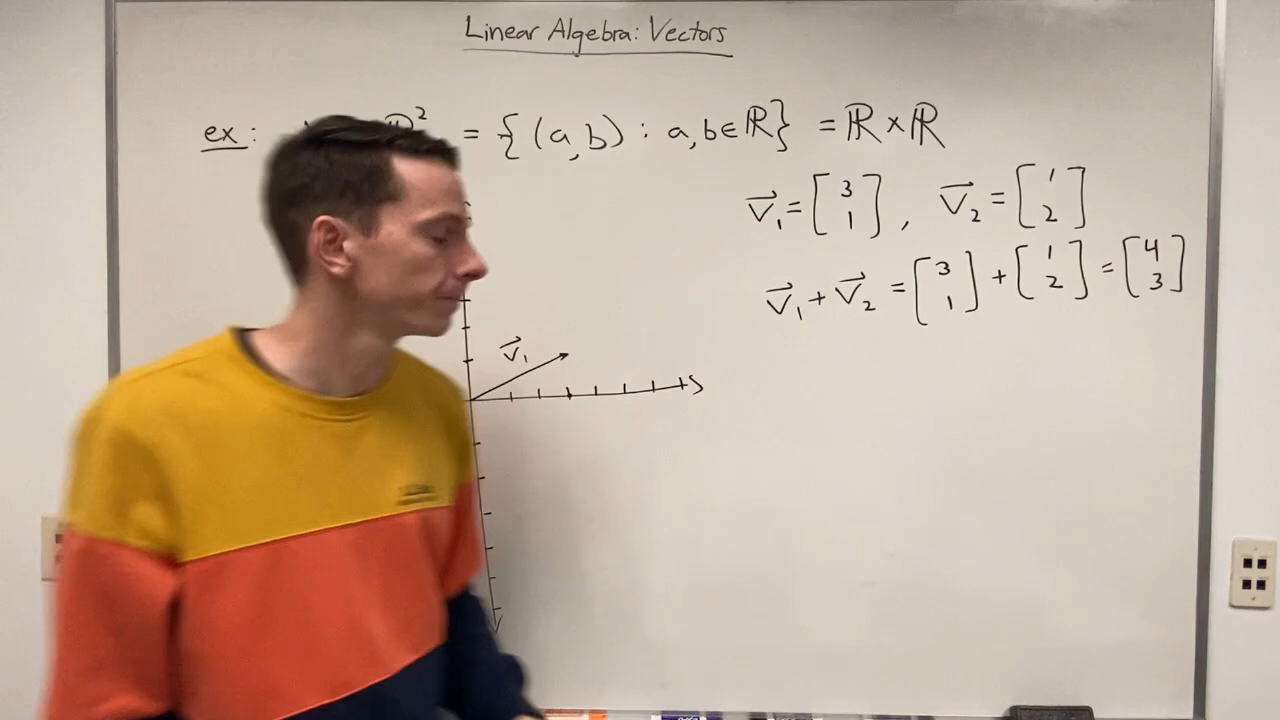 Linear Algebra: Vectors
ex: ℝ² = {(a,b) : a,b∈ℝ} = ℝ×ℝ
v⃗₁ = [3 1], v⃗₂ = [1 2]
v⃗₁ + v⃗₂ = [3 1] + [1 2] = [4 3]
v⃗₁